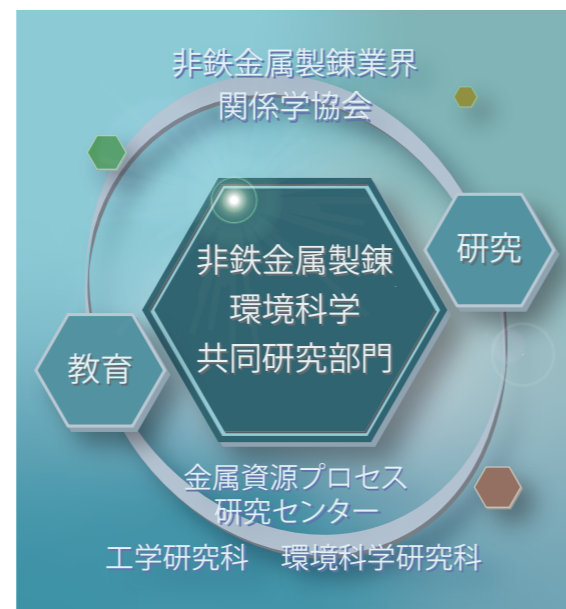 非鉄金属製錬業界
関係学協会
研究
非鉄金属製錬
環境科学
共同研究部門
教育
金属資源プロセス
研究センター
工学研究科 環境科学研究科